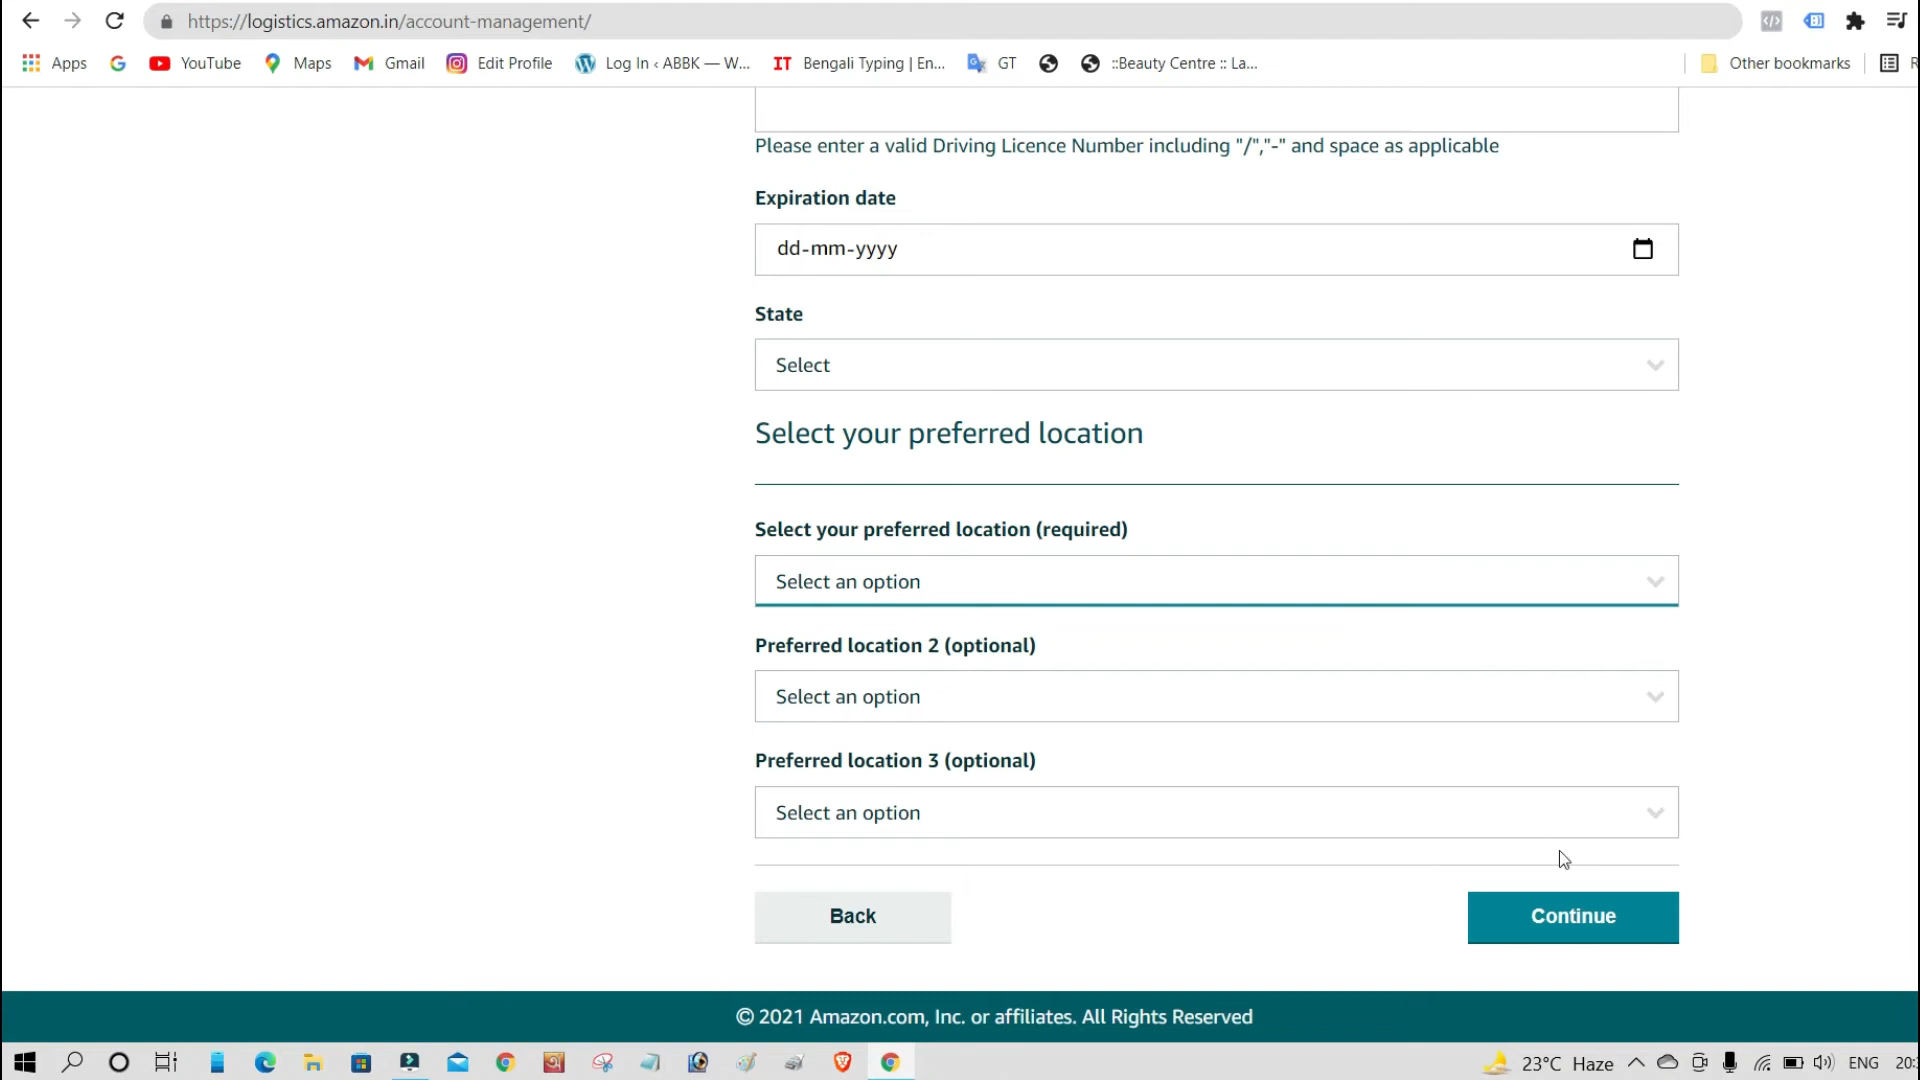 https://logistics.amazon.in/account-management/
Apps
YouTube
Maps
Gmail
Edit Profile
Log In ‹ ABBK — W...
IT Bengali Typing | En...
GT
::Beauty Centre :: La...
Other bookmarks
R
Please enter a valid Driving Licence Number including "/","-" and space as applicable
Expiration date
dd-mm-yyyy
State
Select
Select your preferred location
Select your preferred location (required)
Select an option
Preferred location 2 (optional)
Select an option
Preferred location 3 (optional)
Select an option
Back
Continue
© 2021 Amazon.com, Inc. or affiliates. All Rights Reserved
23°C Haze
ENG